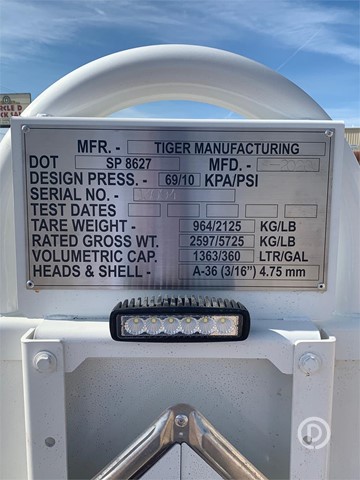 RCLE D
MFR. - TIGER MANUFACTURING
DOT SP 8627 MFD. -
DESIGN PRESS. - 69/10 KPA/PSI
SERIAL NO. -
TEST DATES
TARE WEIGHT - 964/2125 KG/LB
RATED GROSS WT. 2597/5725 KG/LB
VOLUMETRIC CAP. 1363/360 LTR/GAL
HEADS & SHELL - A-36 (3/16") 4.75 mm